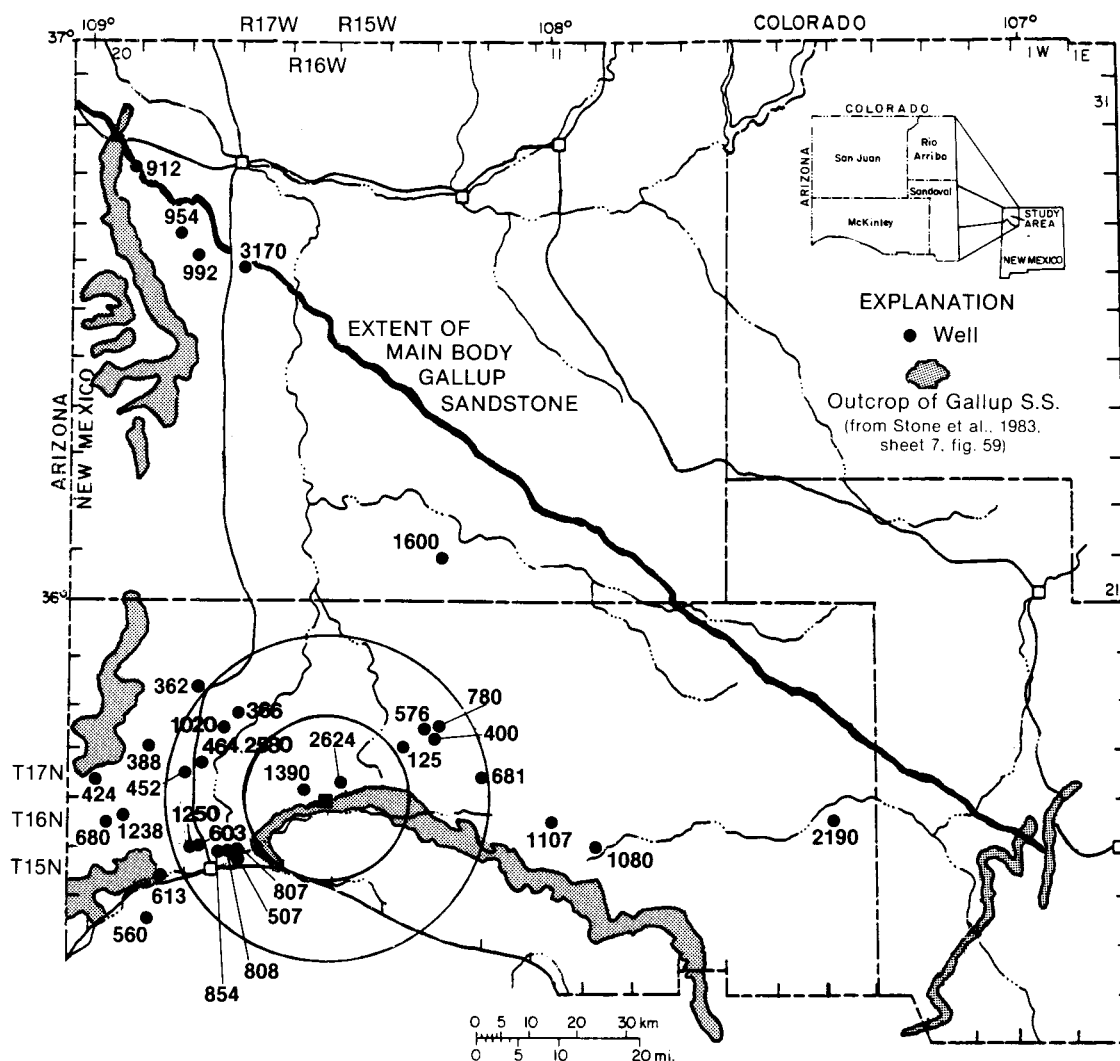 109°
R17W
R15W
108°
COLORADO
107°
37°
20
R16W
11
1 W
1E
31
COLORADO
San Juan
Rio
Arriba
Sandoval
McKinley
ARIZONA
STUDY
AREA
NEW MEXICO
912
954
992
3170
EXTENT OF
MAIN BODY
GALLUP
SANDSTONE
EXPLANATION
Well
Outcrop of Gallup S.S.
(from Stone et al., 1983,
sheet 7, fig. 59)
ARIZONA
NEW MEXICO
1600
36°
21
362
366
1020
464
2580
388
452
T17N
424
1390
2624
576
780
400
125
681
T16N
680
1238
1250
603
1107
1080
2190
T15N
613
807
507
560
808
854
0 5 10 20 30 km
0 5 10 20 mi.